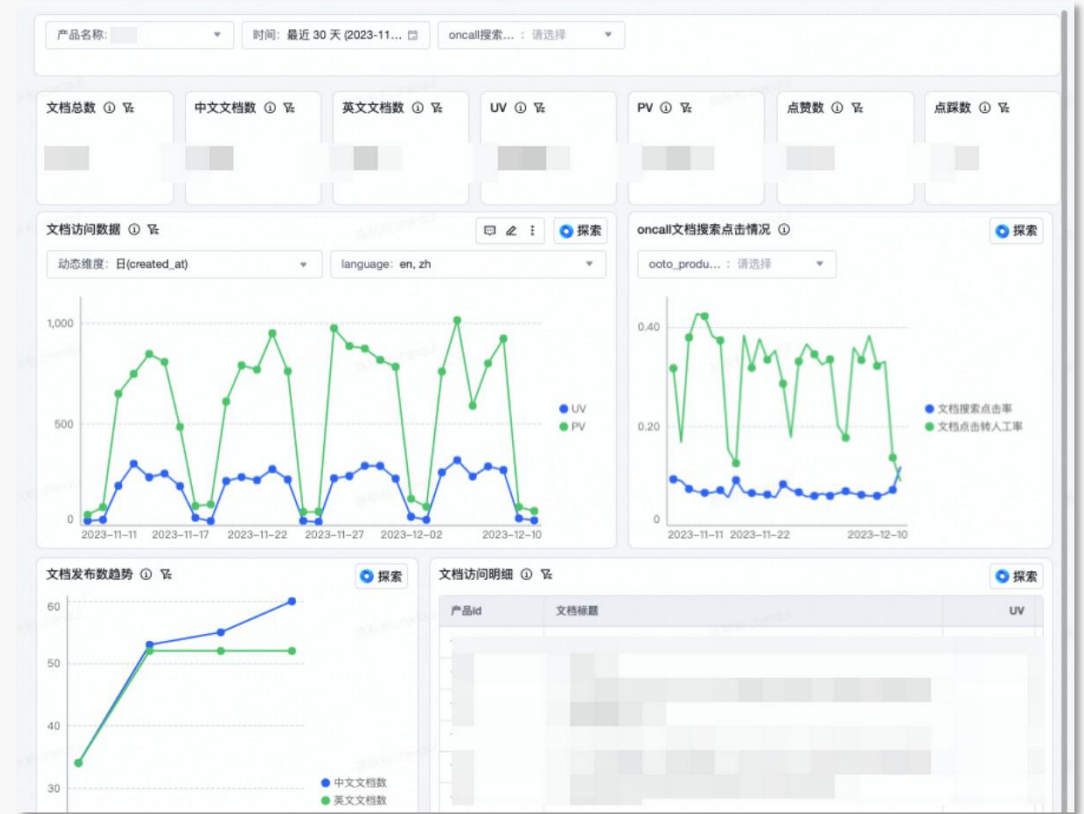 产品名称:
时间: 最近 30 天 (2023-11...
oncall搜索... : 请选择
文档总数
中文文档数
英文文档数
UV
PV
点赞数
点踩数
文档访问数据
探索
动态维度: 日(created_at)
language: en, zh
1,000
500
0
2023-11-11 2023-11-17 2023-11-22 2023-11-27 2023-12-02 2023-12-10
UV
PV
oncall文档搜索点击情况
探索
ooto_produ... : 请选择
0.40
0.20
0
2023-11-11 2023-11-22 2023-12-10
文档搜索点击率
文档点击转人工率
文档发布数趋势
探索
60
50
40
30
中文文档数
英文文档数
文档访问明细
探索
产品id 文档标题 UV